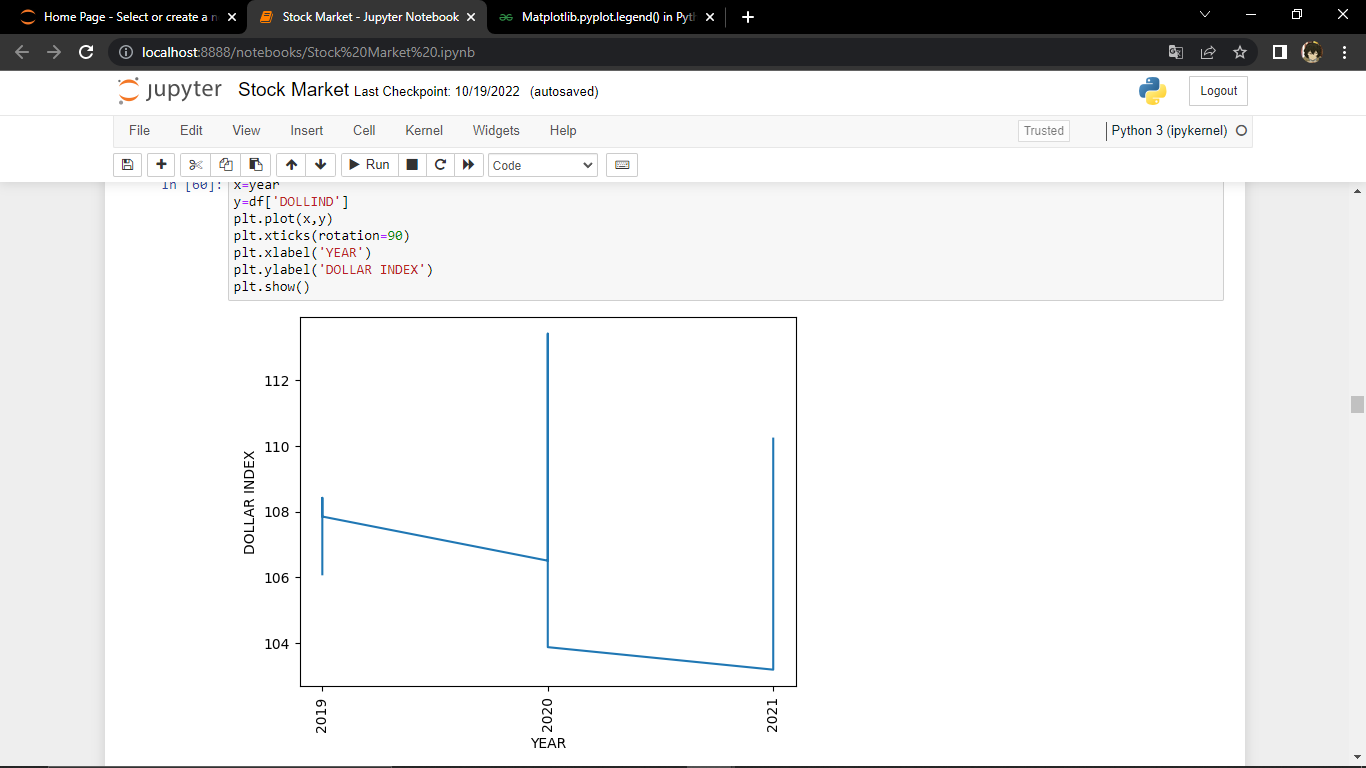 Home Page - Select or create a n
Stock Market - Jupyter Notebook
Matplotlib.pyplot.legend() in Pyth
localhost:8888/notebooks/Stock%20Market%20.ipynb
jupyter Stock Market Last Checkpoint: 10/19/2022 (autosaved)
Logout
File Edit View Insert Cell Kernel Widgets Help
Trusted
Python 3 (ipykernel)
Run
Code
In [60]: x=year
y=df['DOLLIND']
plt.plot(x,y)
plt.xticks(rotation=90)
plt.xlabel('YEAR')
plt.ylabel('DOLLAR INDEX')
plt.show()
112
110
108
106
104
DOLLAR INDEX
2019
2020
2021
YEAR